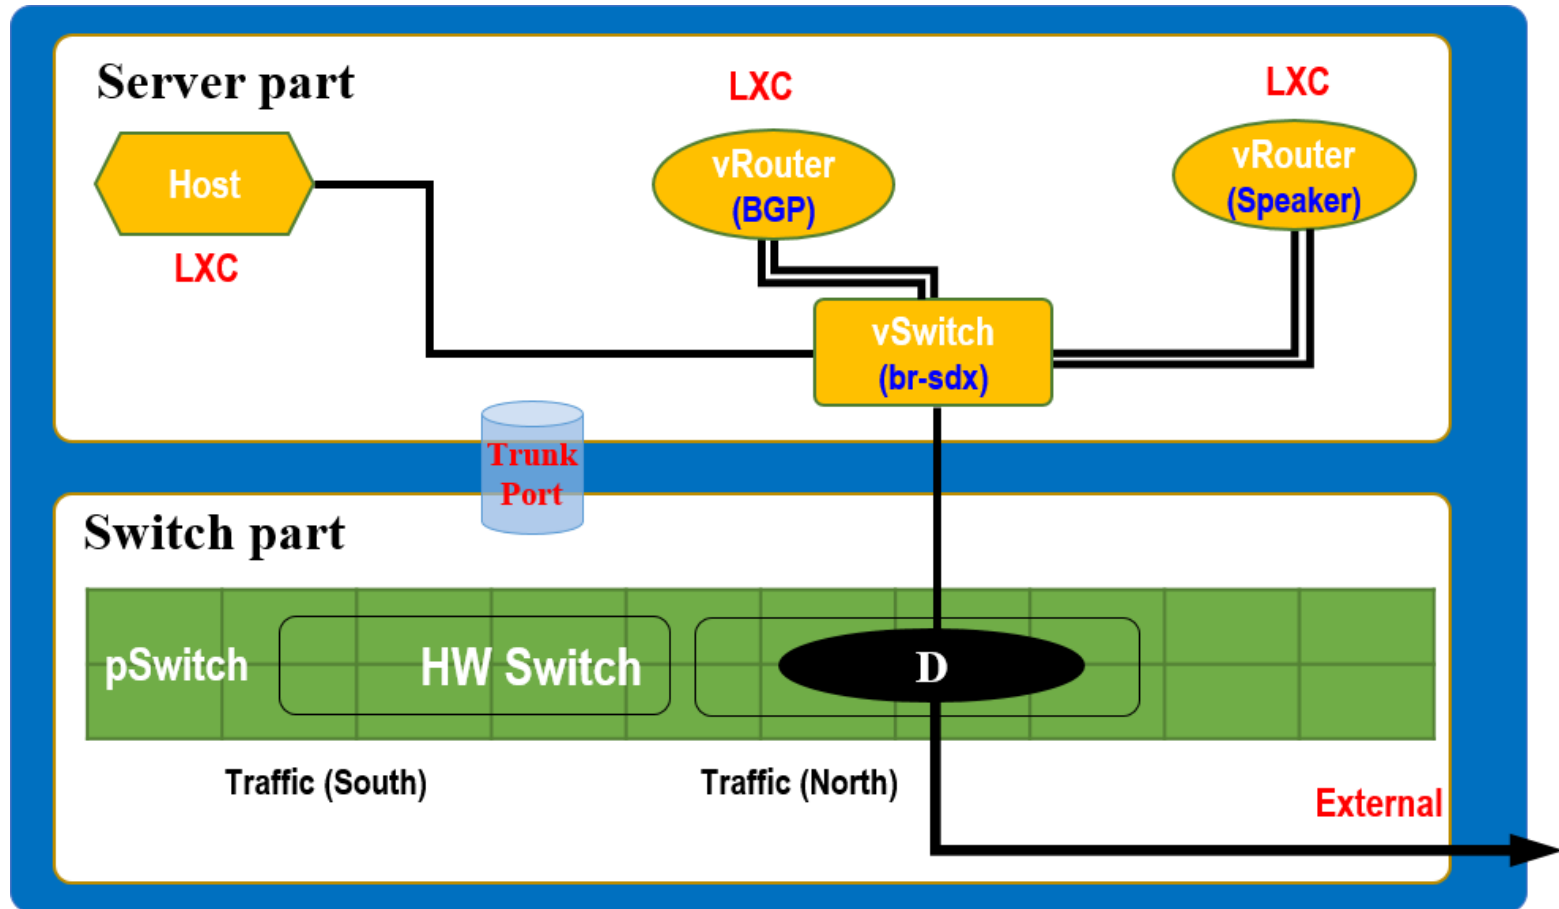 Server part
LXC
LXC
Host
LXC
vRouter
(BGP)
vRouter
(Speaker)
vSwitch
(br-sdx)
Trunk
Port
Switch part
pSwitch
HW Switch
D
Traffic (South)
Traffic (North)
External